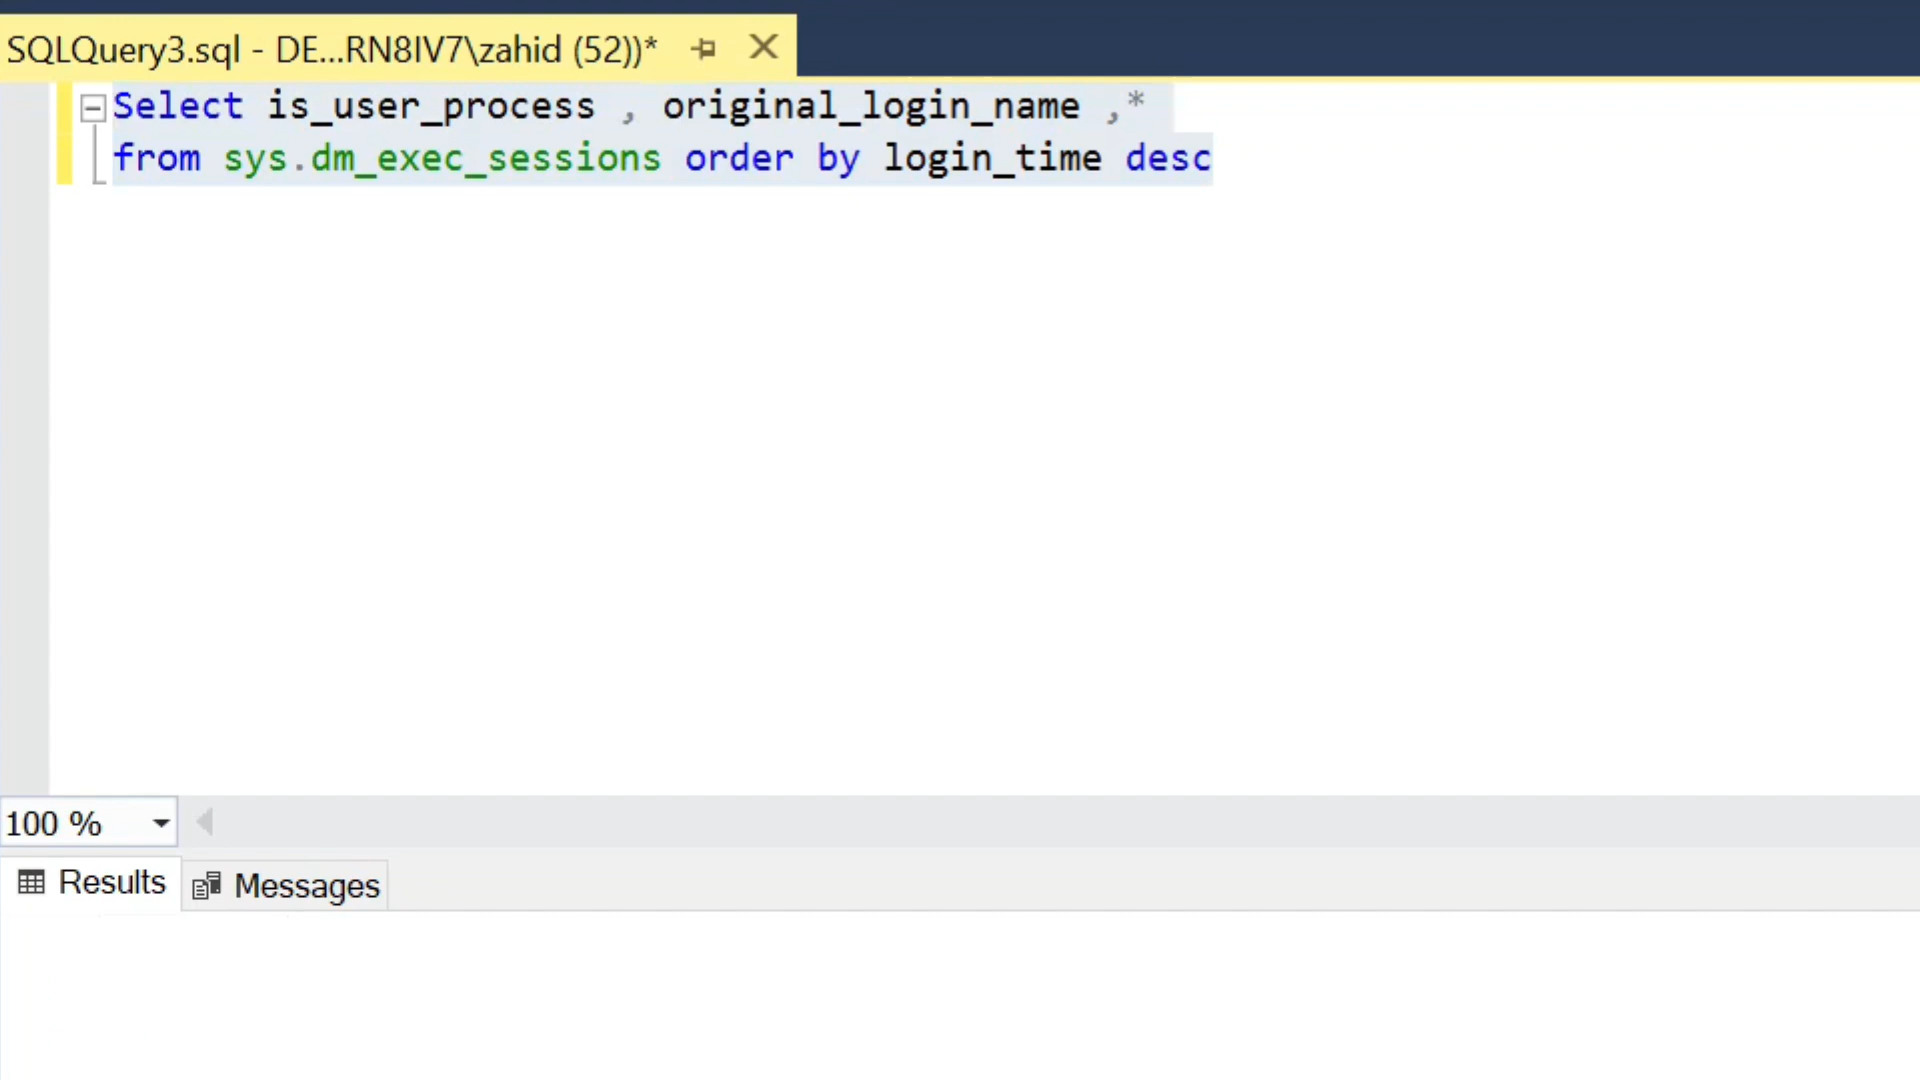 SQLQuery3.sql - DE...RN8IV7\zahid (52))*
Select is_user_process , original_login_name ,*
from sys.dm_exec_sessions order by login_time desc
100 %
Results Messages